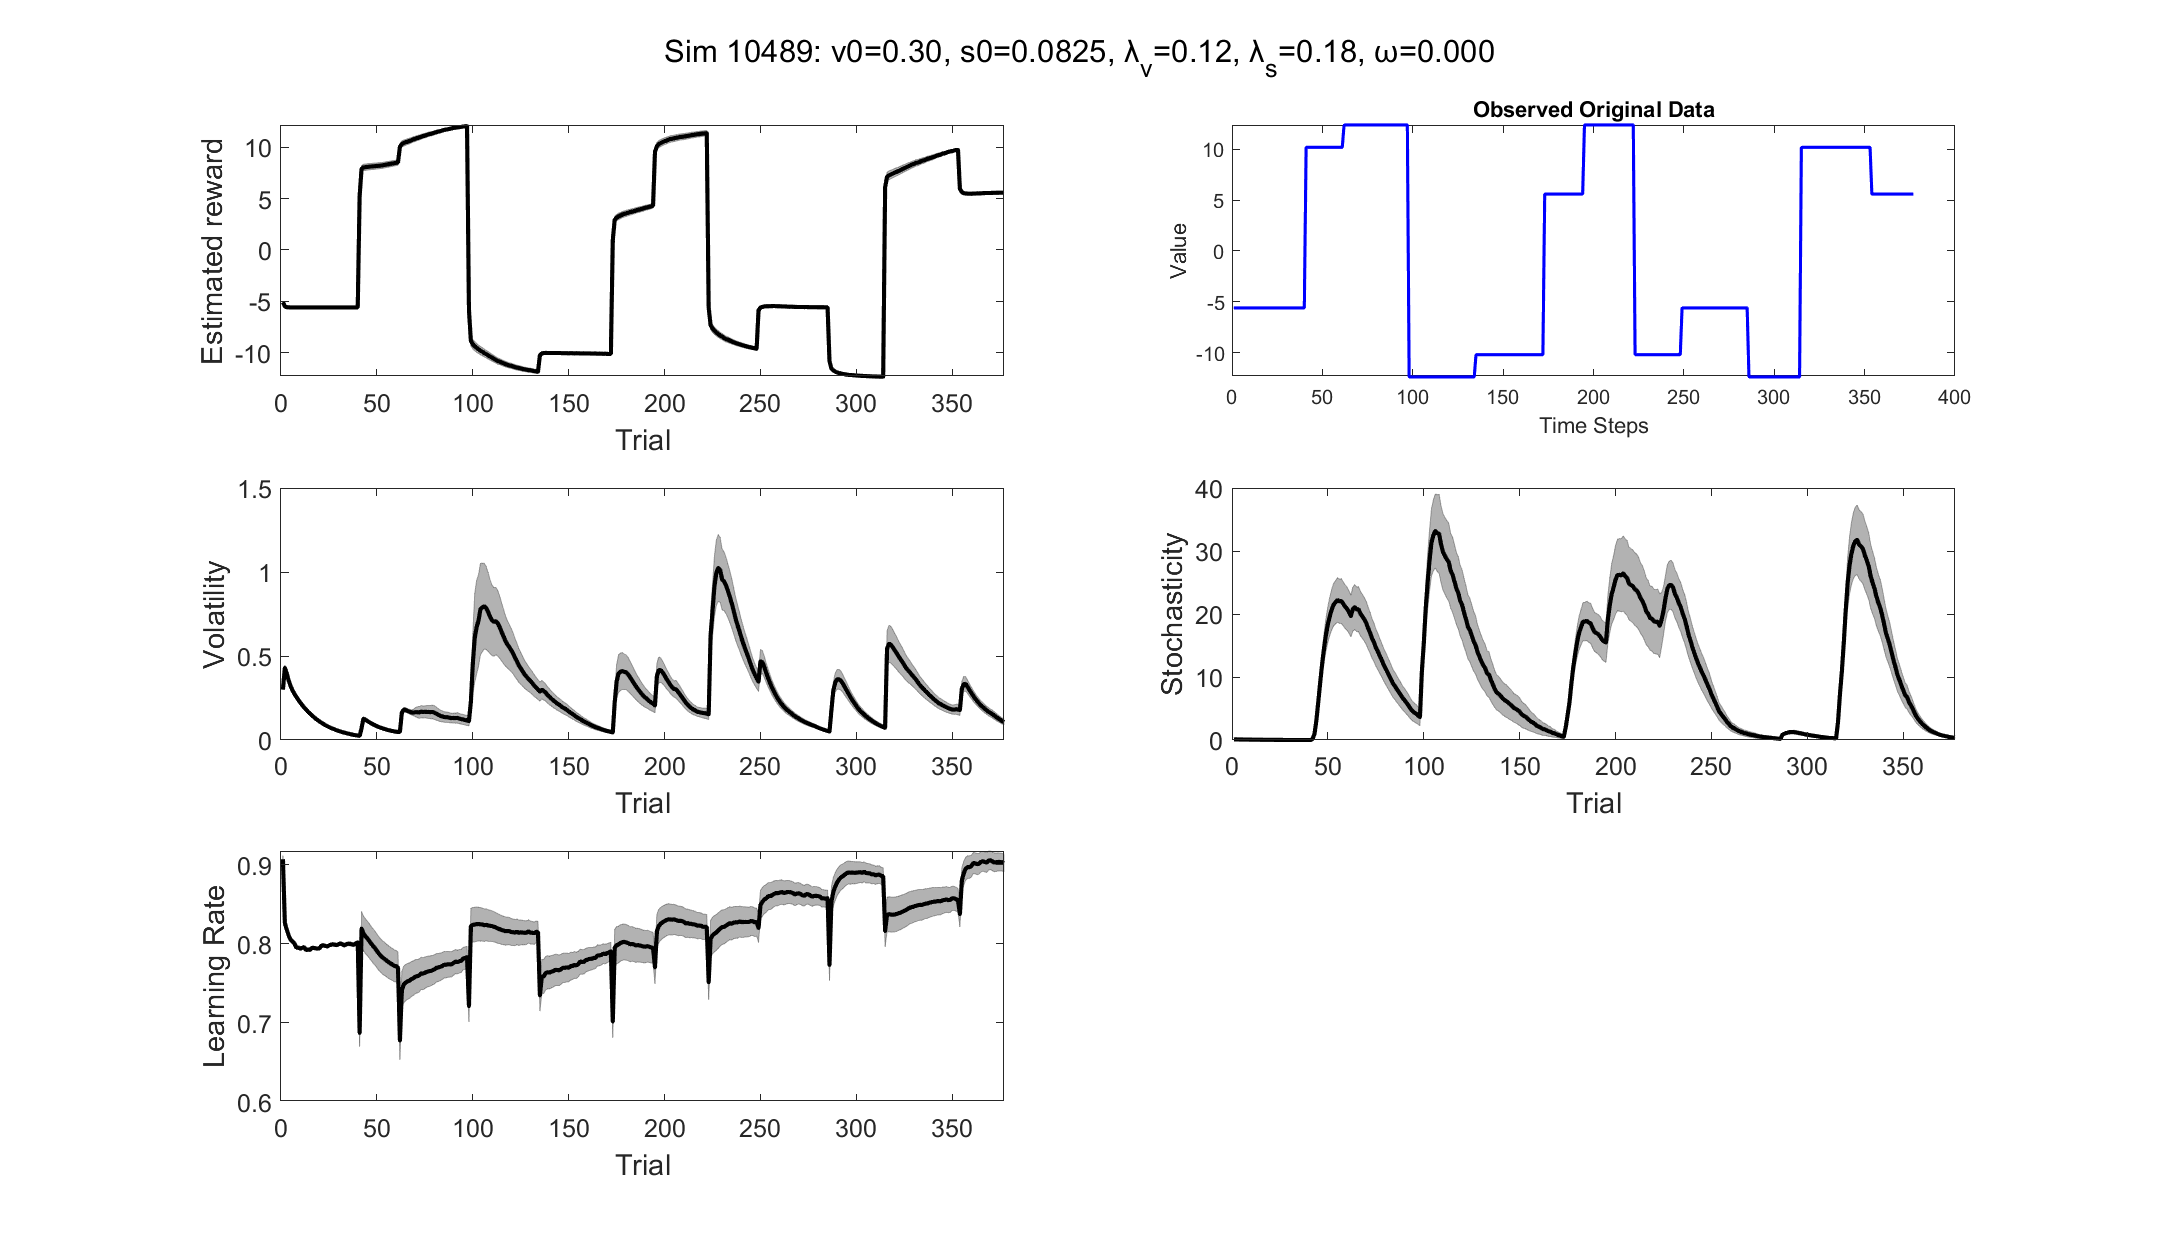 Sim 10489: v0=0.30, s0=0.0825, λv=0.12, λs=0.18, ω=0.000
Estimated reward
10
5
0
-5
-10
0 50 100 150 200 250 300 350
Trial
Observed Original Data
Value
10
5
0
-5
-10
0 50 100 150 200 250 300 350 400
Time Steps
Volatility
1.5
1
0.5
0
0 50 100 150 200 250 300 350
Trial
Stochasticity
40
30
20
10
0
0 50 100 150 200 250 300 350
Trial
Learning Rate
0.9
0.8
0.7
0.6
0 50 100 150 200 250 300 350
Trial